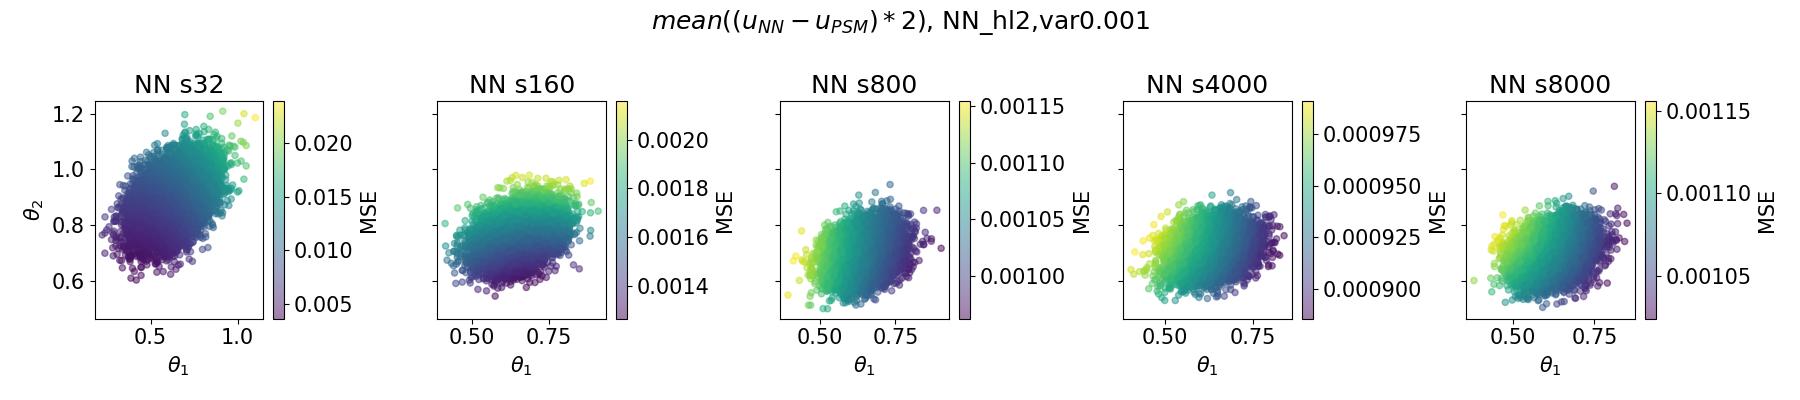 mean((u_NN − u_PSM) * 2), NN_hl2,var0.001
NN s32
NN s160
NN s800
NN s4000
NN s8000
1.2
1.0
0.8
0.6
θ2
0.5 1.0
θ1
0.020
0.015
0.010
0.005
MSE
0.50 0.75
θ1
0.0020
0.0018
0.0016
0.0014
MSE
0.50 0.75
θ1
0.00115
0.00110
0.00105
0.00100
MSE
0.50 0.75
θ1
0.000975
0.000950
0.000925
0.000900
MSE
0.50 0.75
θ1
0.00115
0.00110
0.00105
MSE